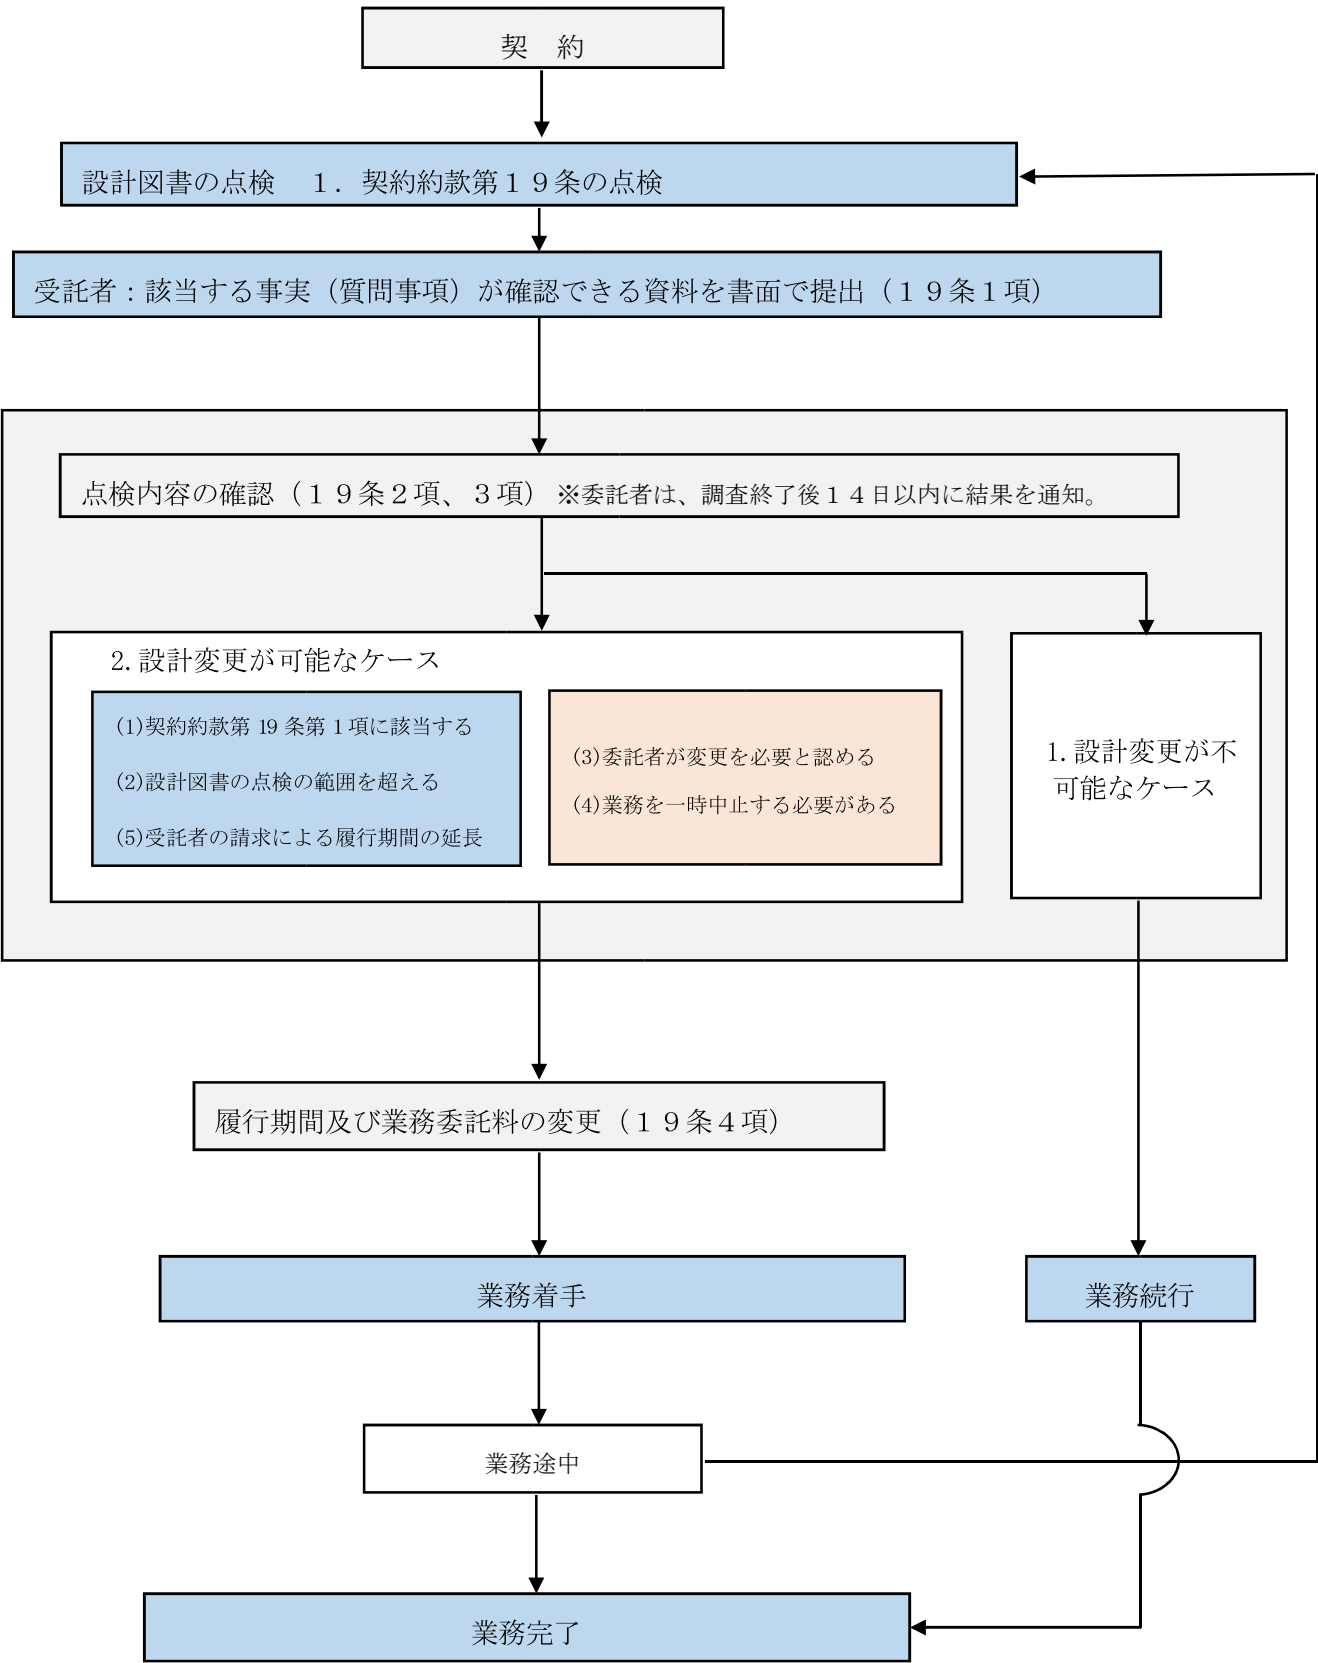 契　約
設計図書の点検　１．契約約款第１９条の点検
受託者：該当する事実（質問事項）が確認できる資料を書面で提出（１９条１項）
点検内容の確認（１９条２項、３項）※委託者は、調査終了後１４日以内に結果を通知。
2.設計変更が可能なケース
(1)契約約款第 19 条第 1 項に該当する
(2)設計図書の点検の範囲を超える
(5)受託者の請求による履行期間の延長
(3)委託者が変更を必要と認める
(4)業務を一時中止する必要がある
1.設計変更が不
可能なケース
履行期間及び業務委託料の変更（１９条４項）
業務着手
業務続行
業務途中
業務完了